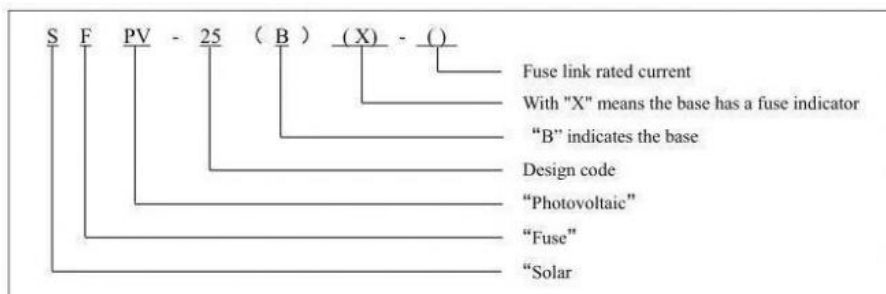 S F PV - 25 ( B ) (X) - ()
Fuse link rated current
With "X" means the base has a fuse indicator
“B” indicates the base
Design code
“Photovoltaic”
“Fuse”
“Solar